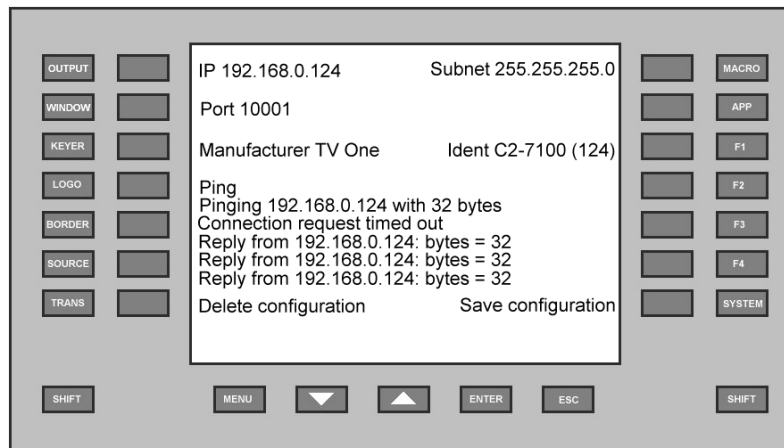 OUTPUT
WINDOW
KEYER
LOGO
BORDER
SOURCE
TRANS
SHIFT
IP 192.168.0.124 Subnet 255.255.255.0
Port 10001
Manufacturer TV One Ident C2-7100 (124)
Ping
Pinging 192.168.0.124 with 32 bytes
Connection request timed out
Reply from 192.168.0.124: bytes = 32
Reply from 192.168.0.124: bytes = 32
Reply from 192.168.0.124: bytes = 32
Delete configuration Save configuration
MENU
ENTER
ESC
MACRO
APP
F1
F2
F3
F4
SYSTEM
SHIFT